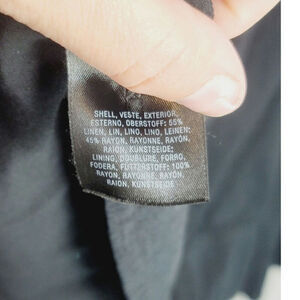 SHELL, VESTE, EXTERIOR,
ESTERNO, OBERSTOFF: 55%
LINEN, LIN, LINO, LINO, LEINEN;
45% RAYON, RAYONNE, RAYON,
RAION, KUNSTSEIDE;
LINING, DOUBLURE, FORRO,
FODERA, FUTTERSTOFF: 100%
RAYON, RAYONNE, RAYON,
RAION, KUNSTSEIDE